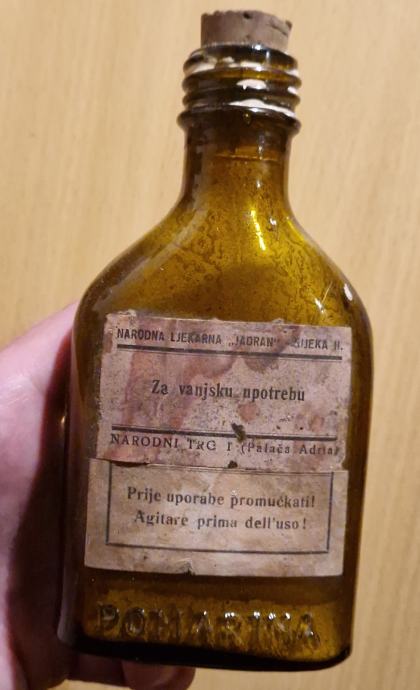 NARODNA LJEKARNA „JADRAN" - RIJEKA II.
Za vanjsku upotrebu
NARODNI TRG 1 (Palača Adria)
Prije uporabe promućkati!
Agitare prima dell'uso!